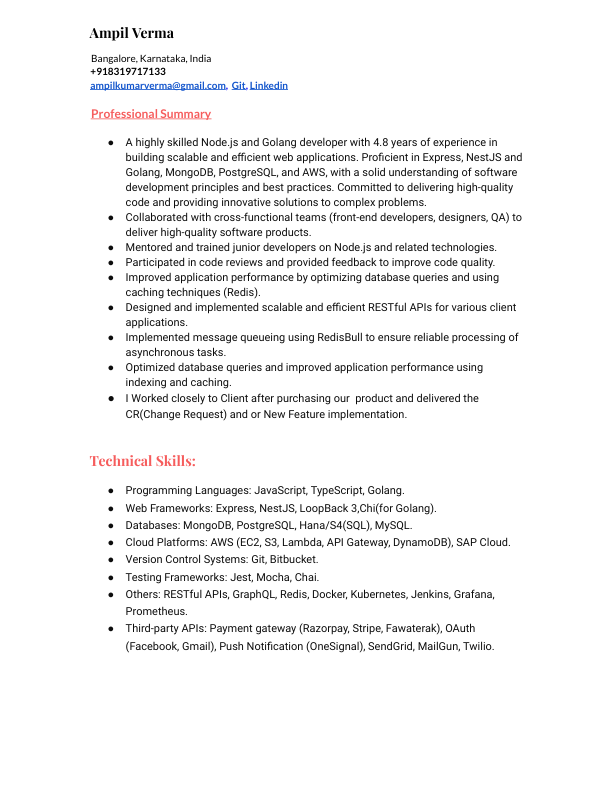 Ampil Verma
Bangalore, Karnataka, India
+918319717133
ampilkumarverma@gmail.com, Git, Linkedin
Professional Summary
● A highly skilled Node.js and Golang developer with 4.8 years of experience in
building scalable and efficient web applications. Proficient in Express, NestJS and
Golang, MongoDB, PostgreSQL, and AWS, with a solid understanding of software
development principles and best practices. Committed to delivering high-quality
code and providing innovative solutions to complex problems.
● Collaborated with cross-functional teams (front-end developers, designers, QA) to
deliver high-quality software products.
● Mentored and trained junior developers on Node.js and related technologies.
● Participated in code reviews and provided feedback to improve code quality.
● Improved application performance by optimizing database queries and using
caching techniques (Redis).
● Designed and implemented scalable and efficient RESTful APIs for various client
applications.
● Implemented message queueing using RedisBull to ensure reliable processing of
asynchronous tasks.
● Optimized database queries and improved application performance using
indexing and caching.
● I Worked closely to Client after purchasing our product and delivered the
CR(Change Request) and or New Feature implementation.
Technical Skills:
● Programming Languages: JavaScript, TypeScript, Golang.
● Web Frameworks: Express, NestJS, LoopBack 3,Chi(for Golang).
● Databases: MongoDB, PostgreSQL, Hana/S4(SQL), MySQL.
● Cloud Platforms: AWS (EC2, S3, Lambda, API Gateway, DynamoDB), SAP Cloud.
● Version Control Systems: Git, Bitbucket.
● Testing Frameworks: Jest, Mocha, Chai.
● Others: RESTful APIs, GraphQL, Redis, Docker, Kubernetes, Jenkins, Grafana,
Prometheus.
● Third-party APIs: Payment gateway (Razorpay, Stripe, Fawaterak), OAuth
(Facebook, Gmail), Push Notification (OneSignal), SendGrid, MailGun, Twilio.